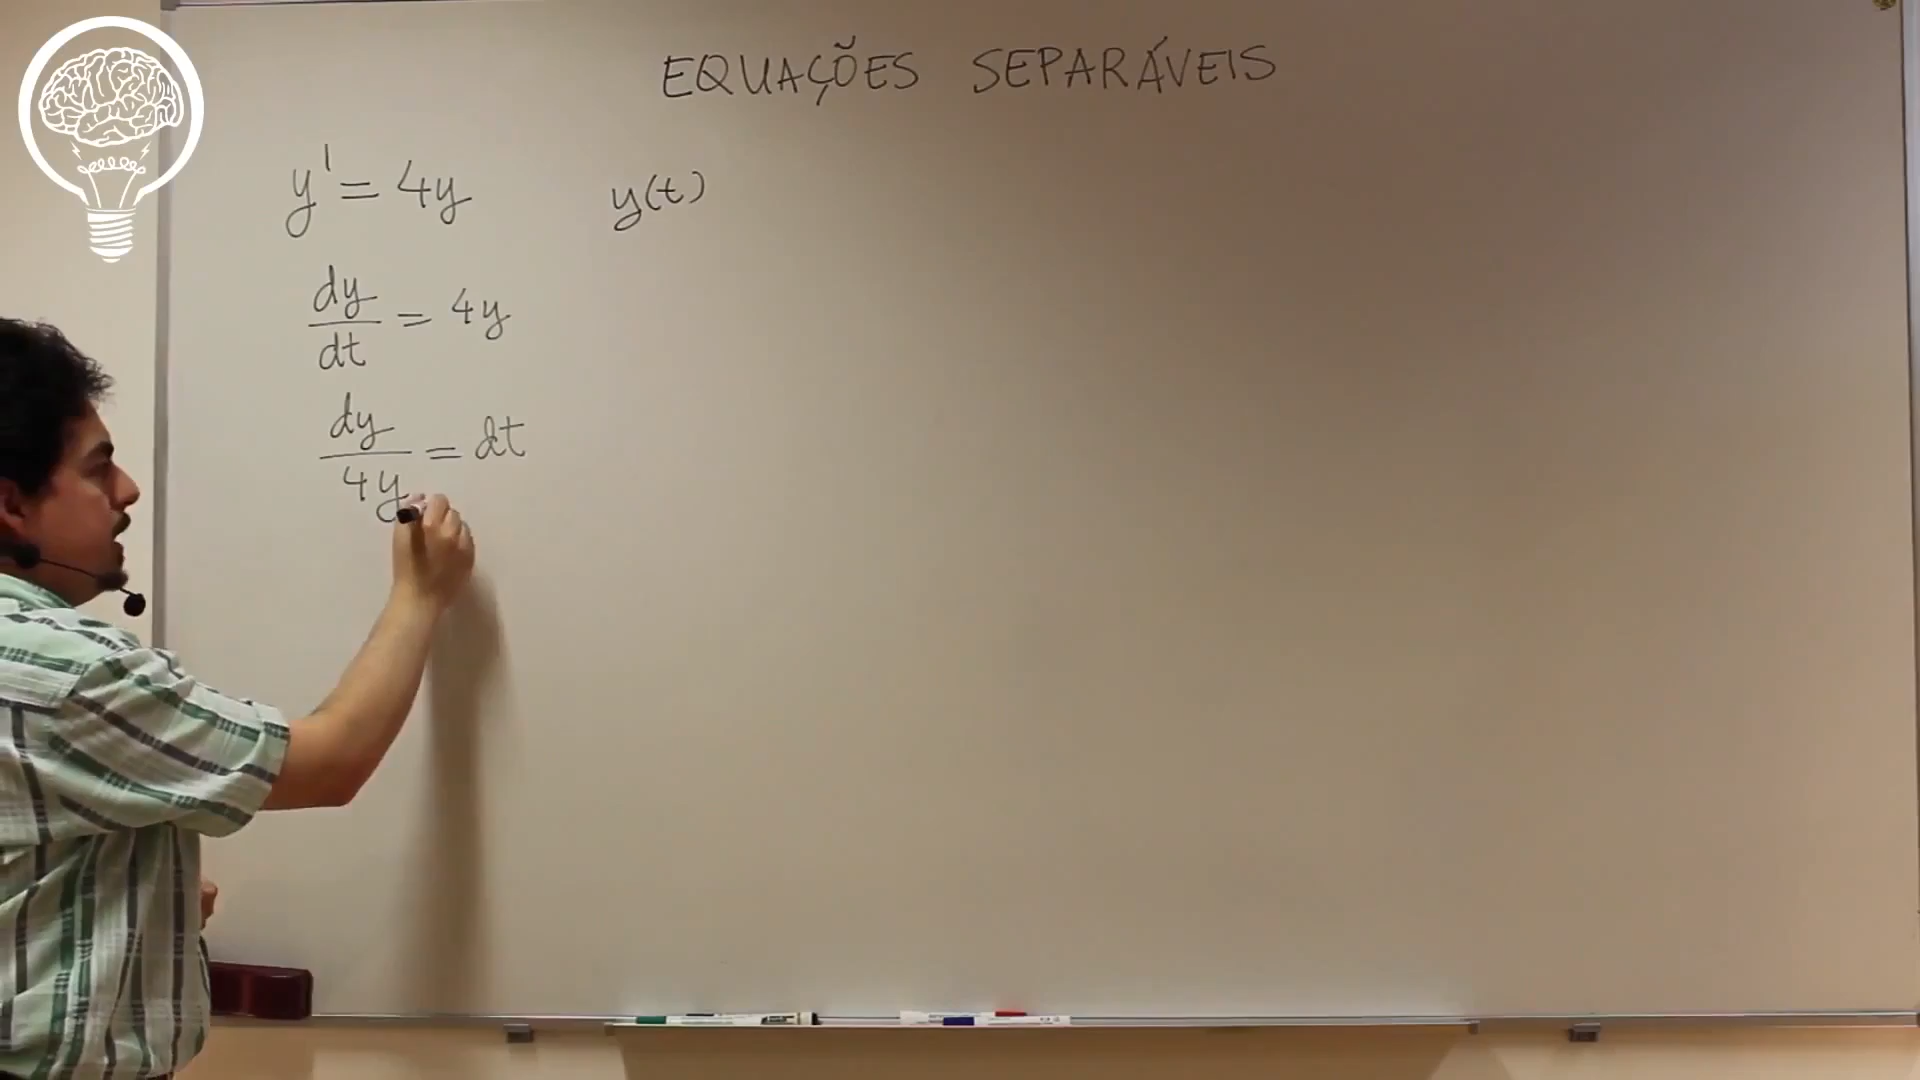 EQUAÇÕES SEPARÁVEIS
y' = 4y    y(t)
dy/dt = 4y
dy/4y = dt